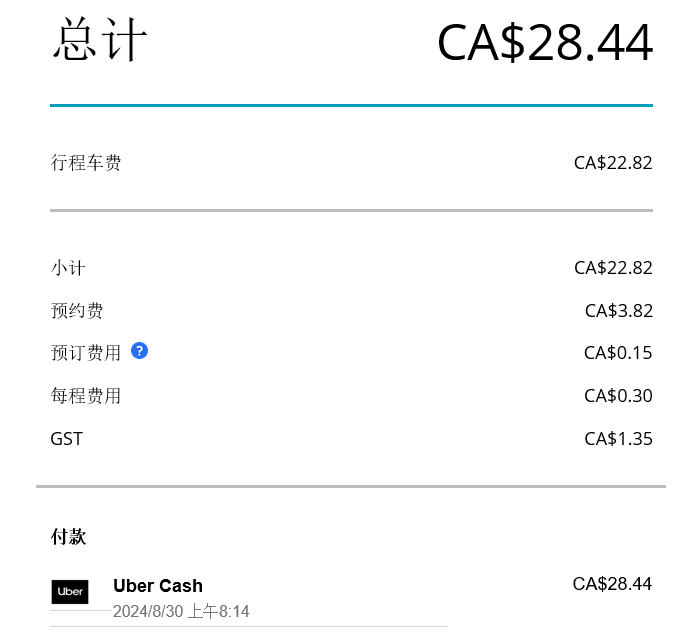 总计 CA$28.44
行程车费 CA$22.82
小计 CA$22.82
预约费 CA$3.82
预订费用 ? CA$0.15
每程费用 CA$0.30
GST CA$1.35
付款
Uber Uber Cash CA$28.44
2024/8/30 上午8:14